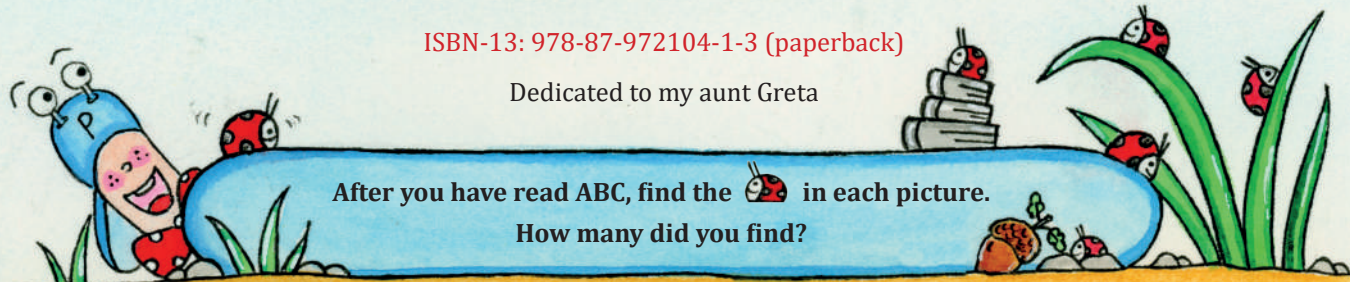 ISBN-13: 978-87-972104-1-3 (paperback)
Dedicated to my aunt Greta
P
After you have read ABC, find the in each picture.
How many did you find?